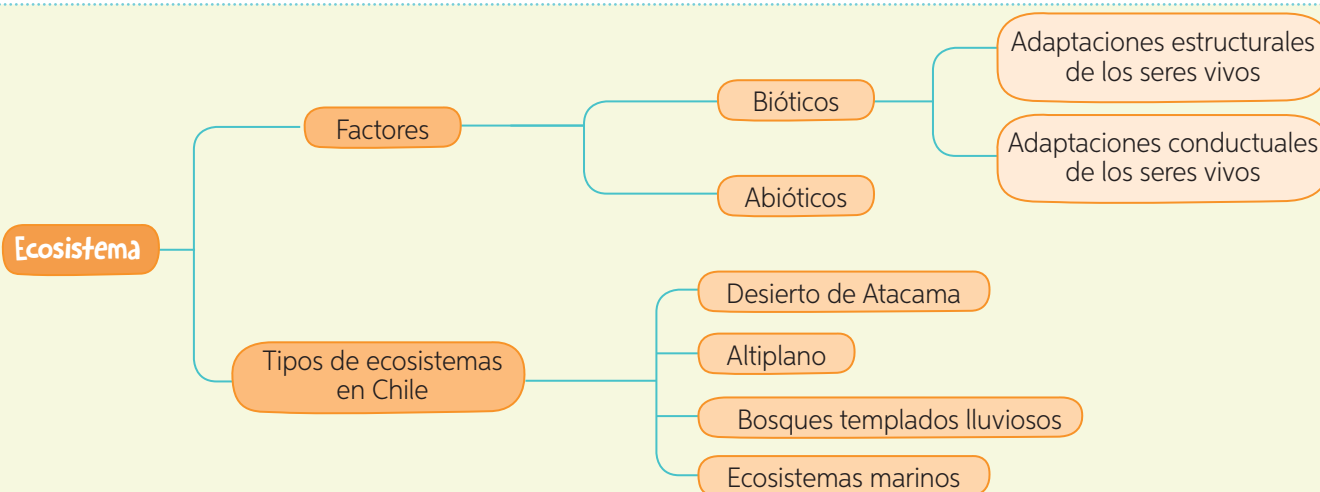 Ecosistema
Factores
Bióticos
Adaptaciones estructurales
de los seres vivos
Adaptaciones conductuales
de los seres vivos
Abióticos
Tipos de ecosistemas
en Chile
Desierto de Atacama
Altiplano
Bosques templados lluviosos
Ecosistemas marinos